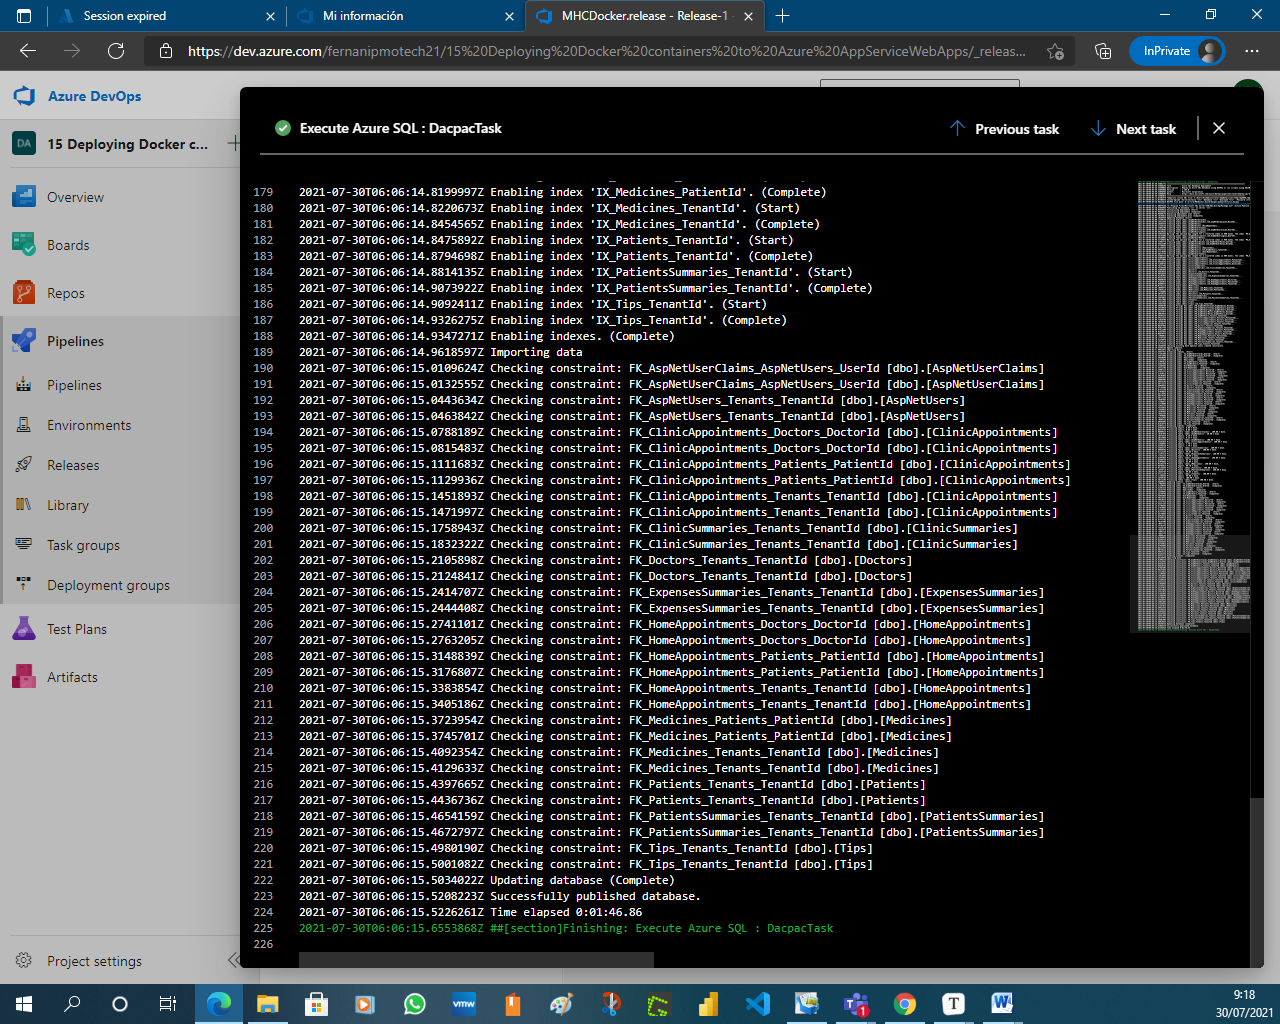 Session expired
Mi información
MHCDocker.release - Release-1 -
https://dev.azure.com/fernanipmotech21/15%20Deploying%20Docker%20containers%20to%20Azure%20AppServiceWebApps/_releas...
InPrivate
Azure DevOps
DA
15 Deploying Docker c...
Overview
Boards
Repos
Pipelines
Pipelines
Environments
Releases
Library
Task groups
Deployment groups
Test Plans
Artifacts
Project settings
Execute Azure SQL : DacpacTask
Previous task
Next task
179 2021-07-30T06:06:14.8199997Z Enabling index 'IX_Medicines_PatientId'. (Complete)
180 2021-07-30T06:06:14.8220673Z Enabling index 'IX_Medicines_TenantId'. (Start)
181 2021-07-30T06:06:14.8454565Z Enabling index 'IX_Medicines_TenantId'. (Complete)
182 2021-07-30T06:06:14.8475892Z Enabling index 'IX_Patients_TenantId'. (Start)
183 2021-07-30T06:06:14.8794698Z Enabling index 'IX_Patients_TenantId'. (Complete)
184 2021-07-30T06:06:14.8814135Z Enabling index 'IX_PatientsSummaries_TenantId'. (Start)
185 2021-07-30T06:06:14.9073922Z Enabling index 'IX_PatientsSummaries_TenantId'. (Complete)
186 2021-07-30T06:06:14.9092411Z Enabling index 'IX_Tips_TenantId'. (Start)
187 2021-07-30T06:06:14.9326275Z Enabling index 'IX_Tips_TenantId'. (Complete)
188 2021-07-30T06:06:14.9347271Z Enabling indexes. (Complete)
189 2021-07-30T06:06:14.9618597Z Importing data
190 2021-07-30T06:06:15.0109624Z Checking constraint: FK_AspNetUserClaims_AspNetUsers_UserId [dbo].[AspNetUserClaims]
191 2021-07-30T06:06:15.0132555Z Checking constraint: FK_AspNetUserClaims_AspNetUsers_UserId [dbo].[AspNetUserClaims]
192 2021-07-30T06:06:15.0443634Z Checking constraint: FK_AspNetUsers_Tenants_TenantId [dbo].[AspNetUsers]
193 2021-07-30T06:06:15.0463842Z Checking constraint: FK_AspNetUsers_Tenants_TenantId [dbo].[AspNetUsers]
194 2021-07-30T06:06:15.0788189Z Checking constraint: FK_ClinicAppointments_Doctors_DoctorId [dbo].[ClinicAppointments]
195 2021-07-30T06:06:15.0815483Z Checking constraint: FK_ClinicAppointments_Doctors_DoctorId [dbo].[ClinicAppointments]
196 2021-07-30T06:06:15.1111683Z Checking constraint: FK_ClinicAppointments_Patients_PatientId [dbo].[ClinicAppointments]
197 2021-07-30T06:06:15.1129936Z Checking constraint: FK_ClinicAppointments_Patients_PatientId [dbo].[ClinicAppointments]
198 2021-07-30T06:06:15.1451893Z Checking constraint: FK_ClinicAppointments_Tenants_TenantId [dbo].[ClinicAppointments]
199 2021-07-30T06:06:15.1471997Z Checking constraint: FK_ClinicAppointments_Tenants_TenantId [dbo].[ClinicAppointments]
200 2021-07-30T06:06:15.1758943Z Checking constraint: FK_ClinicSummaries_Tenants_TenantId [dbo].[ClinicSummaries]
201 2021-07-30T06:06:15.1832322Z Checking constraint: FK_ClinicSummaries_Tenants_TenantId [dbo].[ClinicSummaries]
202 2021-07-30T06:06:15.2105898Z Checking constraint: FK_Doctors_Tenants_TenantId [dbo].[Doctors]
203 2021-07-30T06:06:15.2124841Z Checking constraint: FK_Doctors_Tenants_TenantId [dbo].[Doctors]
204 2021-07-30T06:06:15.2414707Z Checking constraint: FK_ExpensesSummaries_Tenants_TenantId [dbo].[ExpensesSummaries]
205 2021-07-30T06:06:15.2444408Z Checking constraint: FK_ExpensesSummaries_Tenants_TenantId [dbo].[ExpensesSummaries]
206 2021-07-30T06:06:15.2741101Z Checking constraint: FK_HomeAppointments_Doctors_DoctorId [dbo].[HomeAppointments]
207 2021-07-30T06:06:15.2763205Z Checking constraint: FK_HomeAppointments_Doctors_DoctorId [dbo].[HomeAppointments]
208 2021-07-30T06:06:15.3148839Z Checking constraint: FK_HomeAppointments_Patients_PatientId [dbo].[HomeAppointments]
209 2021-07-30T06:06:15.3176807Z Checking constraint: FK_HomeAppointments_Patients_PatientId [dbo].[HomeAppointments]
210 2021-07-30T06:06:15.3383854Z Checking constraint: FK_HomeAppointments_Tenants_TenantId [dbo].[HomeAppointments]
211 2021-07-30T06:06:15.3405186Z Checking constraint: FK_HomeAppointments_Tenants_TenantId [dbo].[HomeAppointments]
212 2021-07-30T06:06:15.3723954Z Checking constraint: FK_Medicines_Patients_PatientId [dbo].[Medicines]
213 2021-07-30T06:06:15.3745701Z Checking constraint: FK_Medicines_Patients_PatientId [dbo].[Medicines]
214 2021-07-30T06:06:15.4092354Z Checking constraint: FK_Medicines_Tenants_TenantId [dbo].[Medicines]
215 2021-07-30T06:06:15.4129633Z Checking constraint: FK_Medicines_Tenants_TenantId [dbo].[Medicines]
216 2021-07-30T06:06:15.4397665Z Checking constraint: FK_Patients_Tenants_TenantId [dbo].[Patients]
217 2021-07-30T06:06:15.4436736Z Checking constraint: FK_Patients_Tenants_TenantId [dbo].[Patients]
218 2021-07-30T06:06:15.4654159Z Checking constraint: FK_PatientsSummaries_Tenants_TenantId [dbo].[PatientsSummaries]
219 2021-07-30T06:06:15.4672797Z Checking constraint: FK_PatientsSummaries_Tenants_TenantId [dbo].[PatientsSummaries]
220 2021-07-30T06:06:15.4980190Z Checking constraint: FK_Tips_Tenants_TenantId [dbo].[Tips]
221 2021-07-30T06:06:15.5001082Z Checking constraint: FK_Tips_Tenants_TenantId [dbo].[Tips]
222 2021-07-30T06:06:15.5034022Z Updating database (Complete)
223 2021-07-30T06:06:15.5208223Z Successfully published database.
224 2021-07-30T06:06:15.5226261Z Time elapsed 0:01:46.86
225 2021-07-30T06:06:15.6553868Z ##[section]Finishing: Execute Azure SQL : DacpacTask
226
vmw
1
T
9:18
30/07/2021